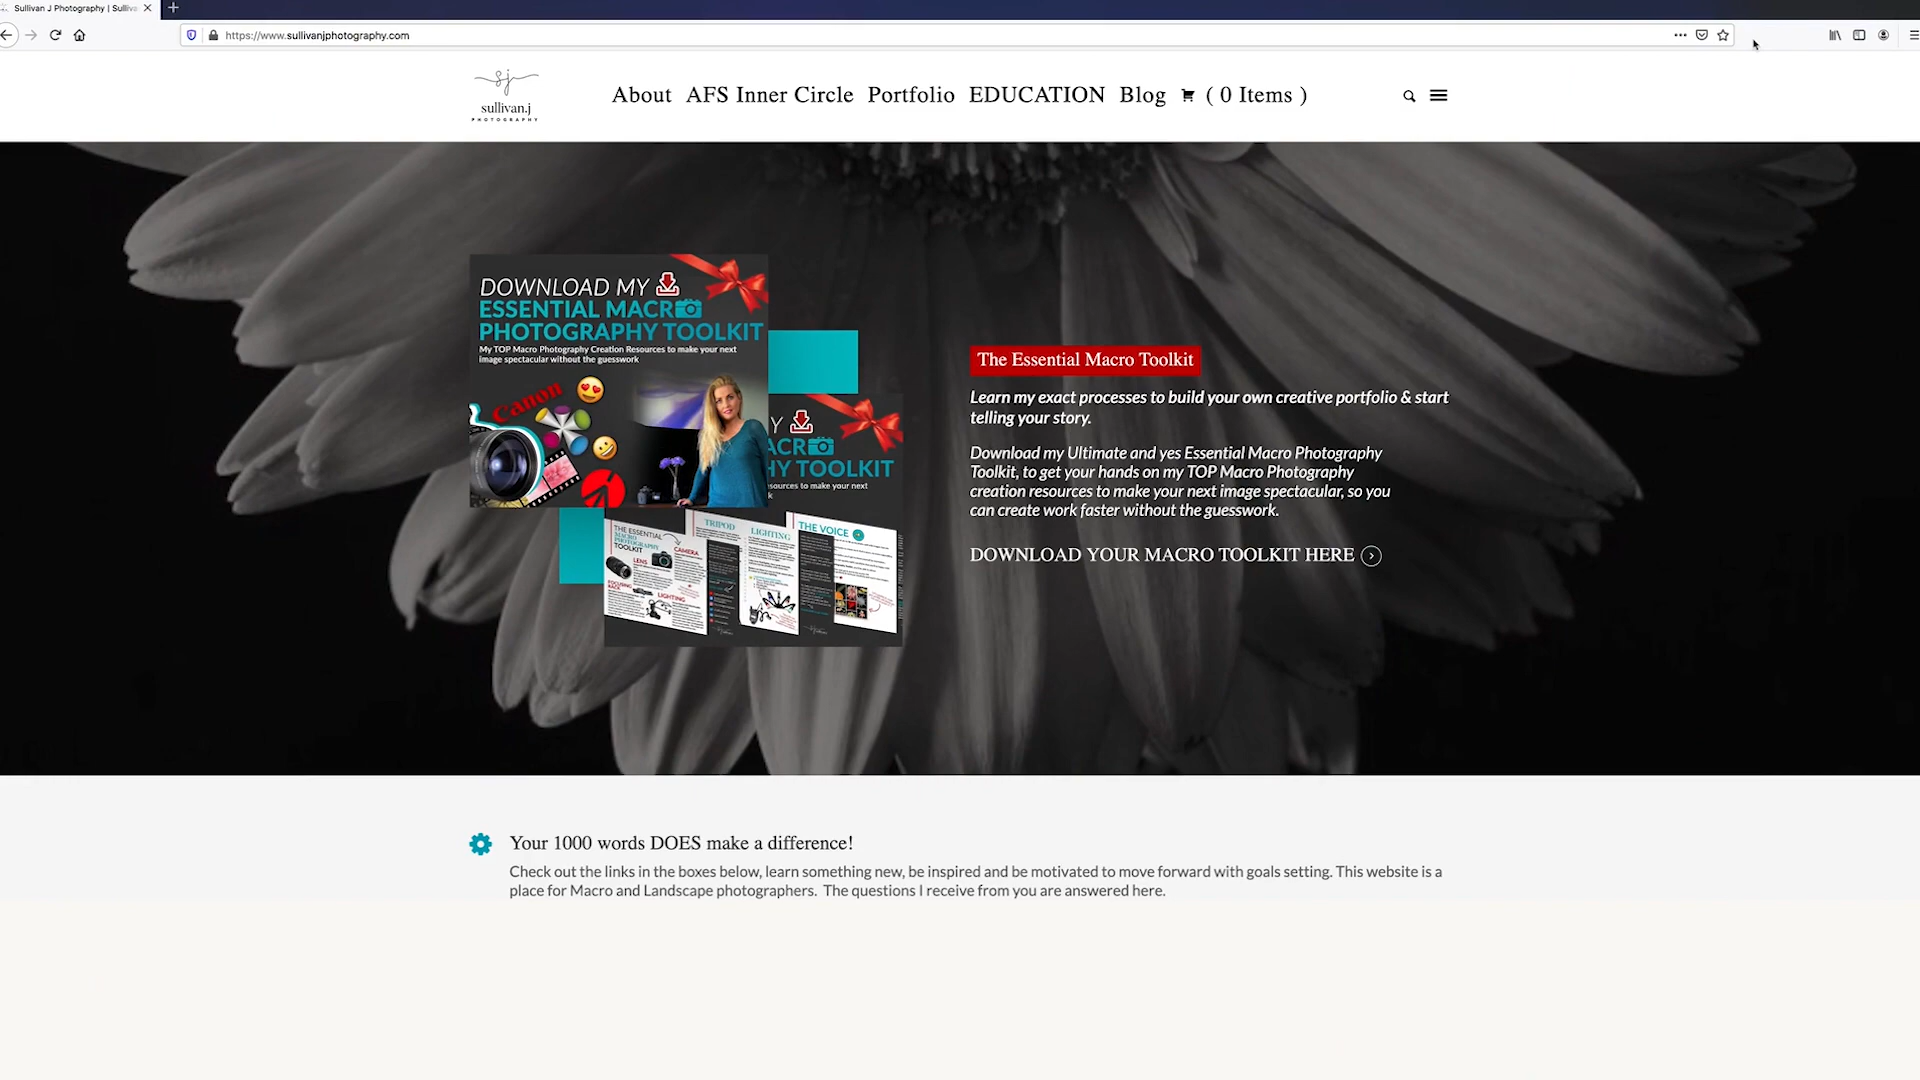 Sullivan J Photography | Sulliva
https://www.sullivanjphotography.com
sj
sullivan.j
PHOTOGRAPHY
About AFS Inner Circle Portfolio EDUCATION Blog ( 0 Items )
DOWNLOAD MY
ESSENTIAL MACRO
PHOTOGRAPHY TOOLKIT
My TOP Macro Photography Creation Resources to make your next
image spectacular without the guesswork
Canon
Y
ACRO
HY TOOLKIT
sources to make your next
k
THE ESSENTIAL
MACRO
PHOTOGRAPHY
TOOLKIT
CAMERA
LENS
FOCUSING
RACK
LIGHTING
TRIPOD
LIGHTING
THE VOICE
The Essential Macro Toolkit
Learn my exact processes to build your own creative portfolio & start
telling your story.
Download my Ultimate and yes Essential Macro Photography
Toolkit, to get your hands on my TOP Macro Photography
creation resources to make your next image spectacular, so you
can create work faster without the guesswork.
DOWNLOAD YOUR MACRO TOOLKIT HERE
Your 1000 words DOES make a difference!
Check out the links in the boxes below, learn something new, be inspired and be motivated to move forward with goals setting. This website is a
place for Macro and Landscape photographers. The questions I receive from you are answered here.